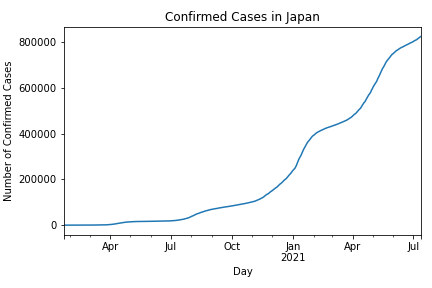 Confirmed Cases in Japan
Number of Confirmed Cases
800000
600000
400000
200000
0
Apr Jul Oct Jan Apr Jul
2021
Day